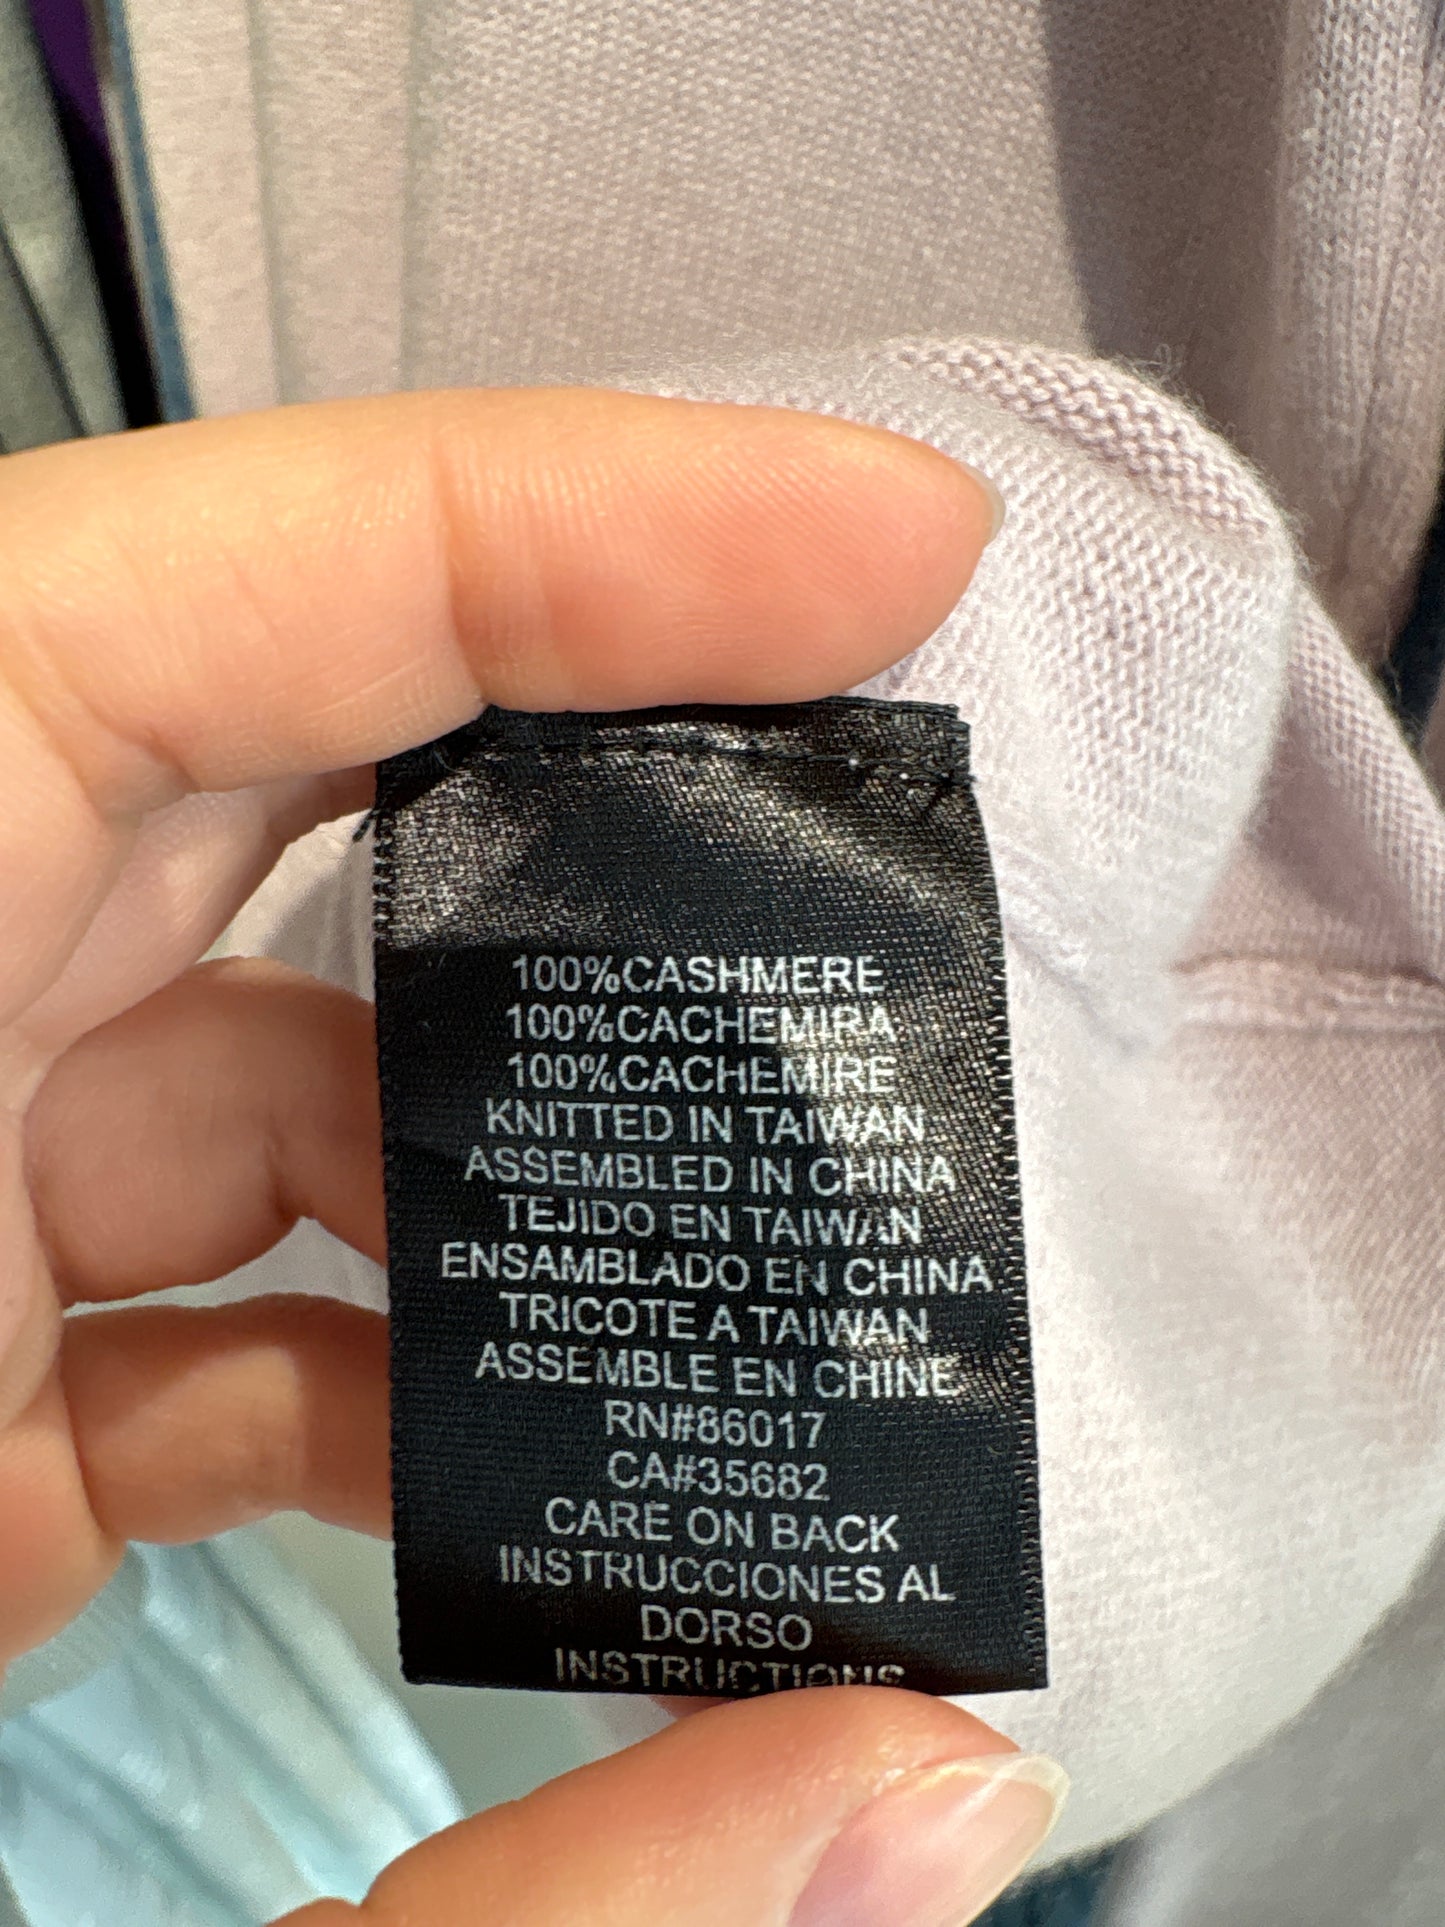 100%CASHMERE
100%CACHEMIRA
100%CACHEMIRE
KNITTED IN TAIWAN
ASSEMBLED IN CHINA
TEJIDO EN TAIWAN
ENSAMBLADO EN CHINA
TRICOTE A TAIWAN
ASSEMBLE EN CHINE
RN#86017
CA#35682
CARE ON BACK
INSTRUCCIONES AL
DORSO
INSTRUCTIONS